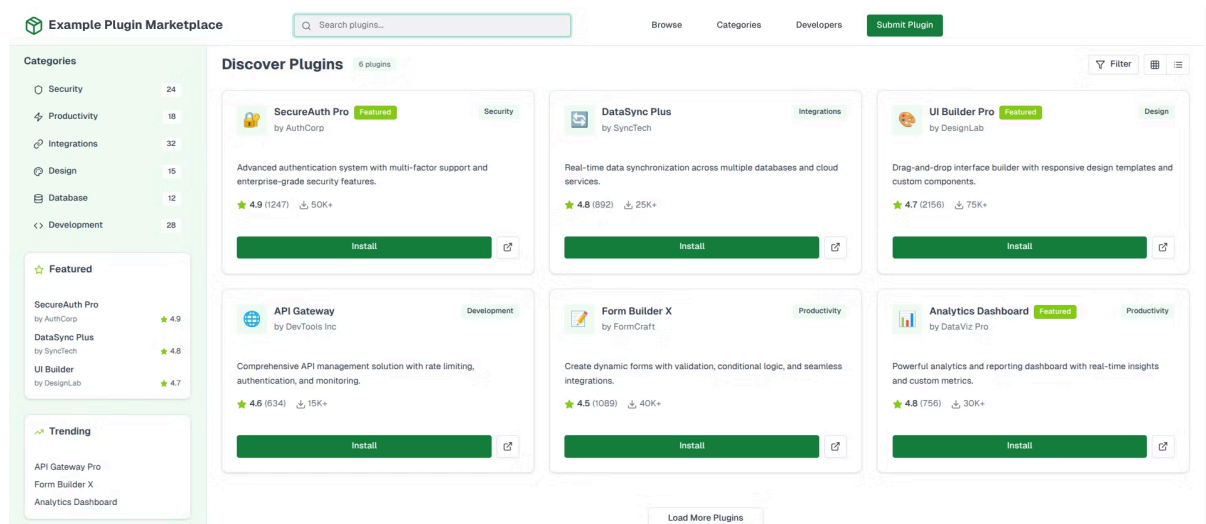 Example Plugin Marketplace
Search plugins...
Browse
Categories
Developers
Submit Plugin
Categories
Security 24
Productivity 18
Integrations 32
Design 15
Database 12
Development 28
Featured
SecureAuth Pro
by AuthCorp 4.9
DataSync Plus
by SyncTech 4.8
UI Builder
by DesignLab 4.7
Trending
API Gateway Pro
Form Builder X
Analytics Dashboard
Discover Plugins 6 plugins
Filter
SecureAuth Pro Featured Security
by AuthCorp
Advanced authentication system with multi-factor support and
enterprise-grade security features.
4.9 (1247) 50K+
Install
DataSync Plus Integrations
by SyncTech
Real-time data synchronization across multiple databases and cloud
services.
4.8 (892) 25K+
Install
UI Builder Pro Featured Design
by DesignLab
Drag-and-drop interface builder with responsive design templates and
custom components.
4.7 (2156) 75K+
Install
API Gateway Development
by DevTools Inc
Comprehensive API management solution with rate limiting,
authentication, and monitoring.
4.6 (634) 15K+
Install
Form Builder X Productivity
by FormCraft
Create dynamic forms with validation, conditional logic, and seamless
integrations.
4.5 (1089) 40K+
Install
Analytics Dashboard Featured Productivity
by DataViz Pro
Powerful analytics and reporting dashboard with real-time insights
and custom metrics.
4.8 (756) 30K+
Install
Load More Plugins